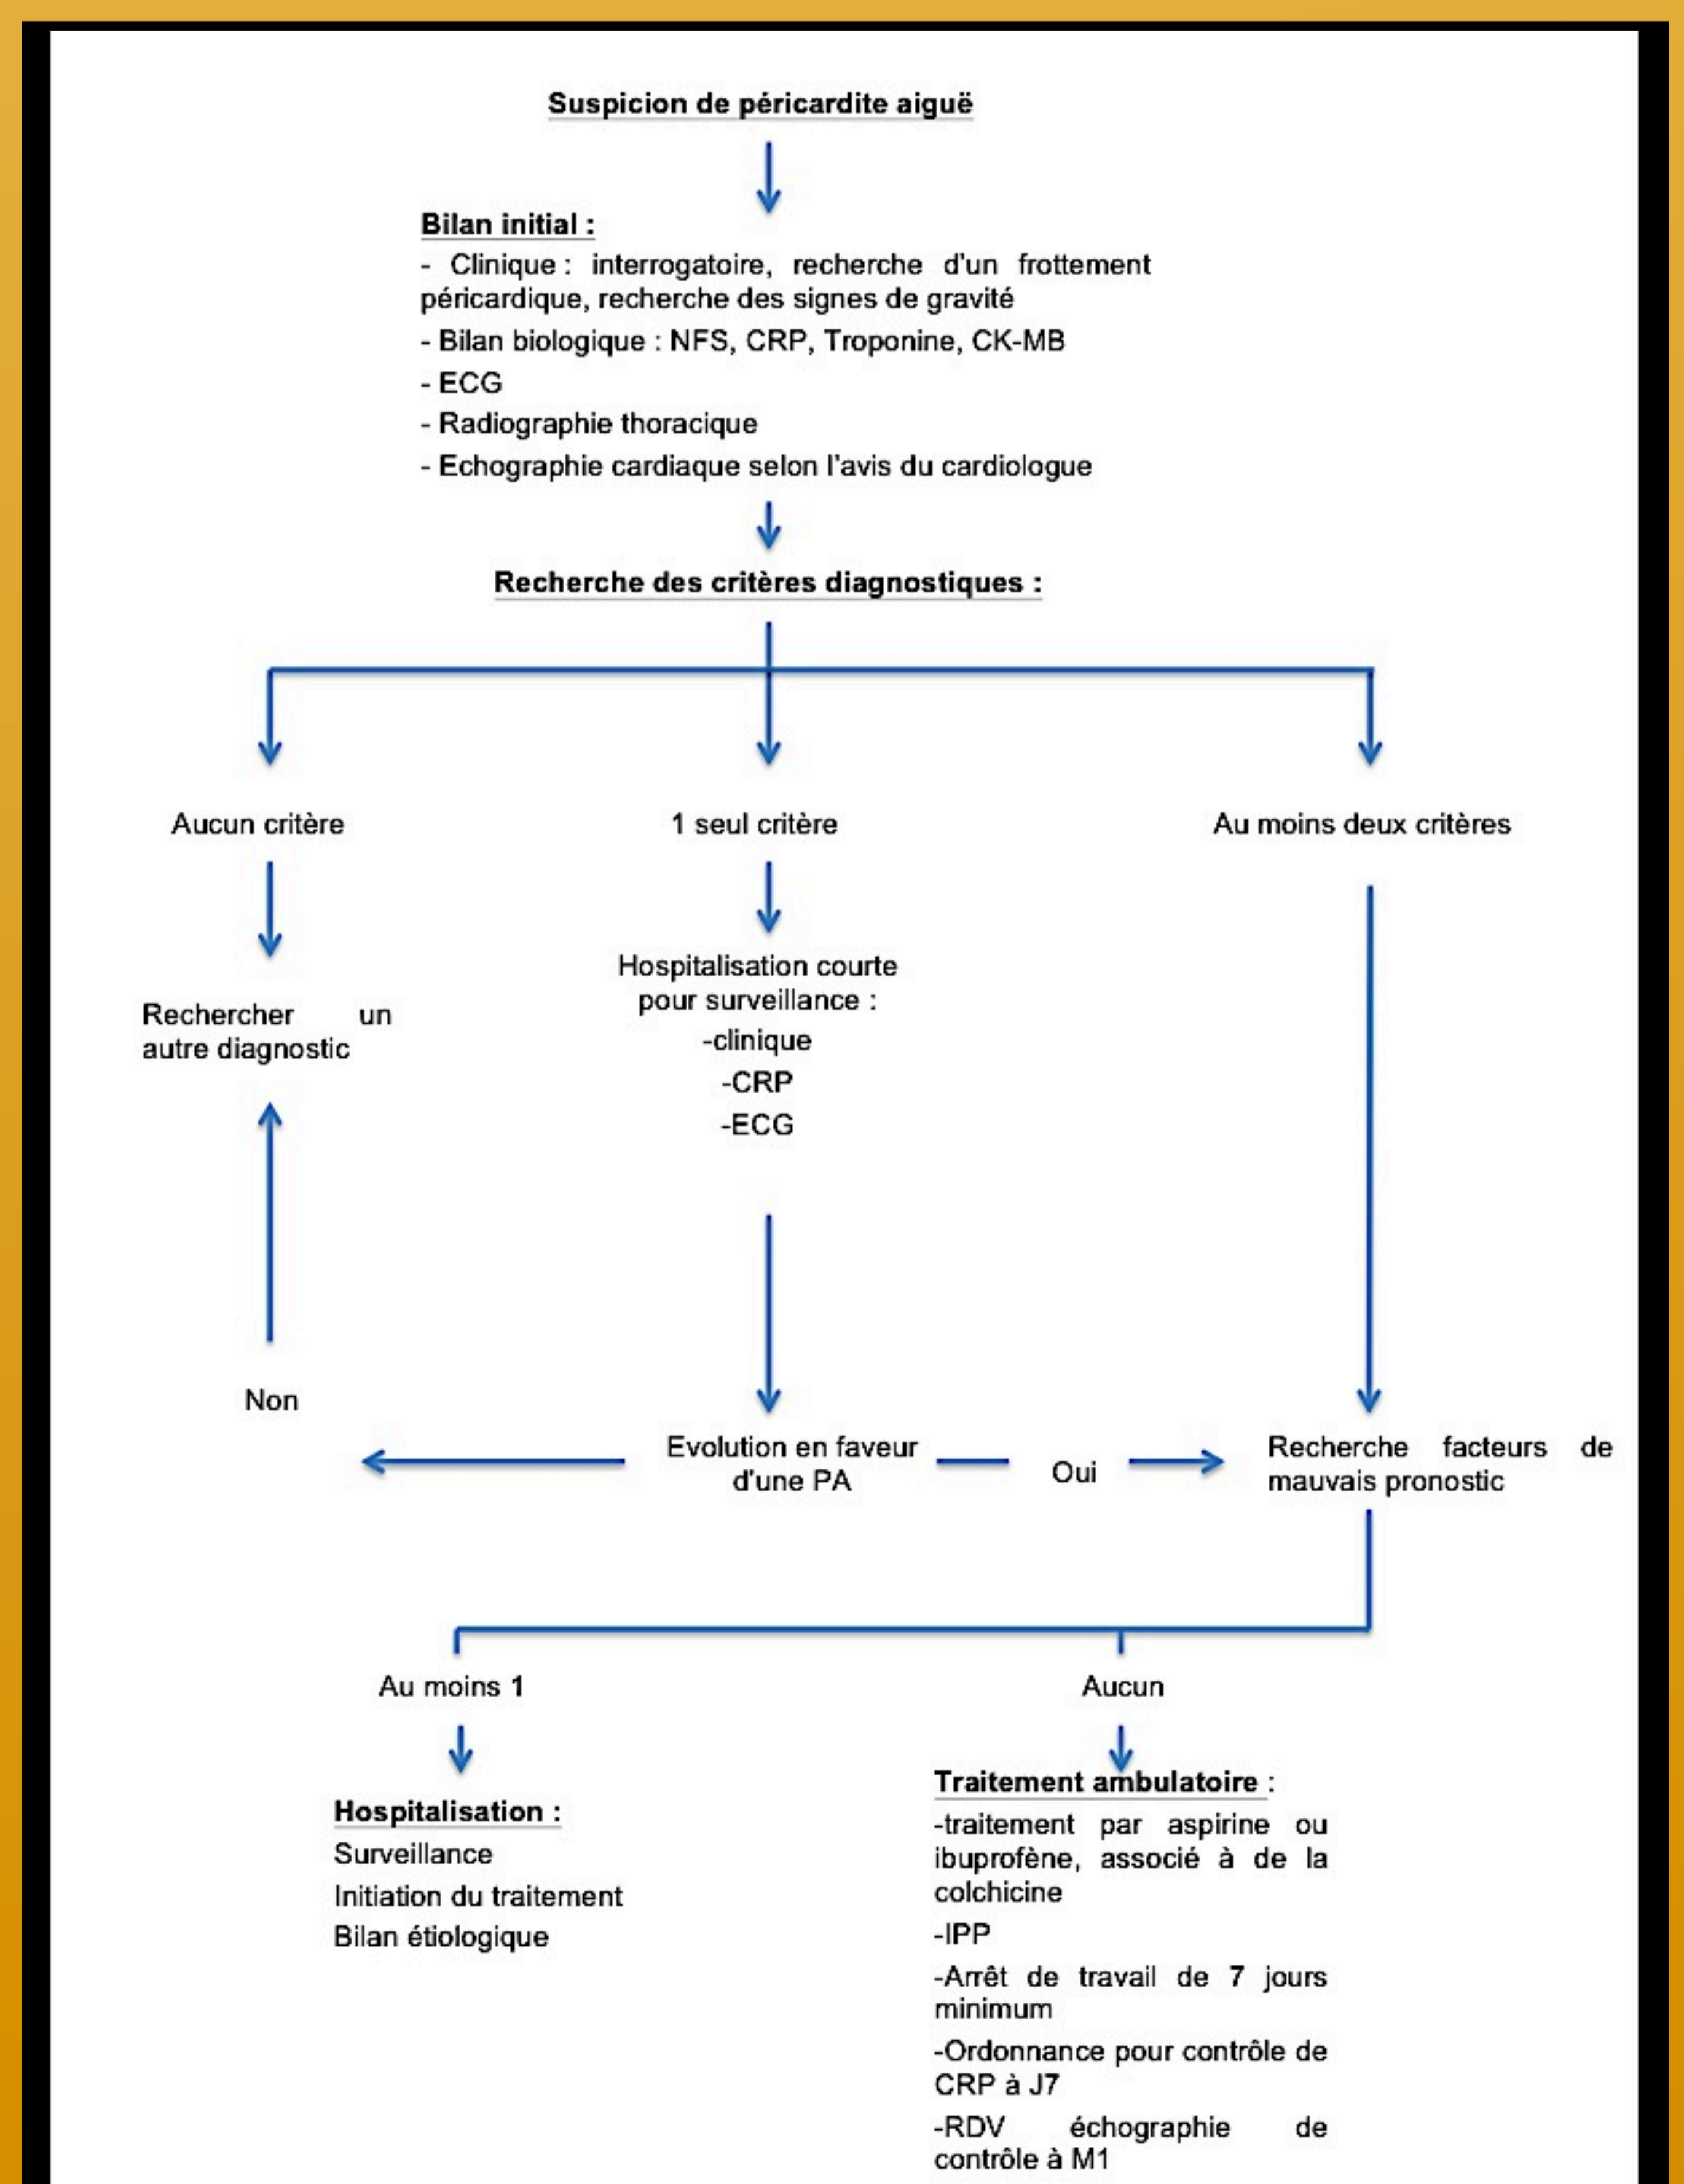 Suspicion de péricardite aiguë
Bilan initial :
- Clinique : interrogatoire, recherche d'un frottement
péricardique, recherche des signes de gravité
- Bilan biologique : NFS, CRP, Troponine, CK-MB
- ECG
- Radiographie thoracique
- Echographie cardiaque selon l'avis du cardiologue
Recherche des critères diagnostiques :
Aucun critère
1 seul critère
Au moins deux critères
Rechercher un
autre diagnostic
Hospitalisation courte
pour surveillance :
-clinique
-CRP
-ECG
Non
Evolution en faveur
d'une PA
Oui
Recherche facteurs de
mauvais pronostic
Au moins 1
Aucun
Hospitalisation :
Surveillance
Initiation du traitement
Bilan étiologique
Traitement ambulatoire :
-traitement par aspirine ou
ibuprofène, associé à de la
colchicine
-IPP
-Arrêt de travail de 7 jours
minimum
-Ordonnance pour contrôle de
CRP à J7
-RDV échographie de
contrôle à M1